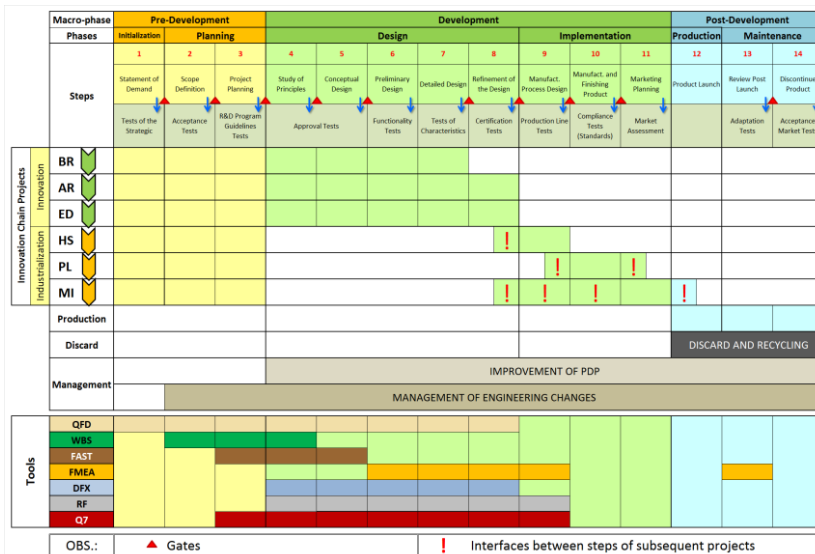 Macro-phase Pre-Development Development Post-Development
Phases Initialization Planning Design Implementation Production Maintenance
Steps
1 2 3 4 5 6 7 8 9 10 11 12 13 14
Statement of Demand
Scope Definition
Project Planning
Study of Principles
Conceptual Design
Preliminary Design
Detailed Design
Refinement of the Design
Manufact. Process Design
Manufact. and Finishing Product
Marketing Planning
Product Launch
Review Post Launch
Discontinue Product
Tests of the Strategic
Acceptance Tests
R&D Program Guidelines Tests
Approval Tests
Functionality Tests
Tests of Characteristics
Certification Tests
Production Line Tests
Compliance Tests (Standards)
Market Assessment
Adaptation Tests
Acceptance Market Tests
Innovation Chain Projects
Innovation
BR
AR
ED
Industrialization
HS ! 
PL ! !
MI ! ! ! !
Production
Discard DISCARD AND RECYCLING
Management
IMPROVEMENT OF PDP
MANAGEMENT OF ENGINEERING CHANGES
Tools
QFD
WBS
FAST
FMEA
DFX
RF
Q7
OBS.: Gates ! Interfaces between steps of subsequent projects